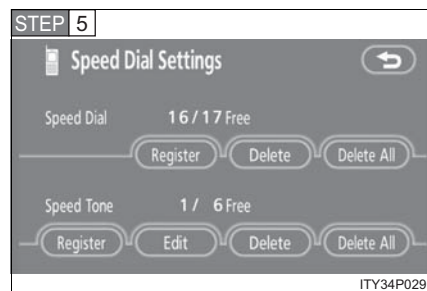 STEP 5
Speed Dial Settings
Speed Dial 16/17 Free
Register Delete Delete All
Speed Tone 1/ 6 Free
Register Edit Delete Delete All
ITY34P029